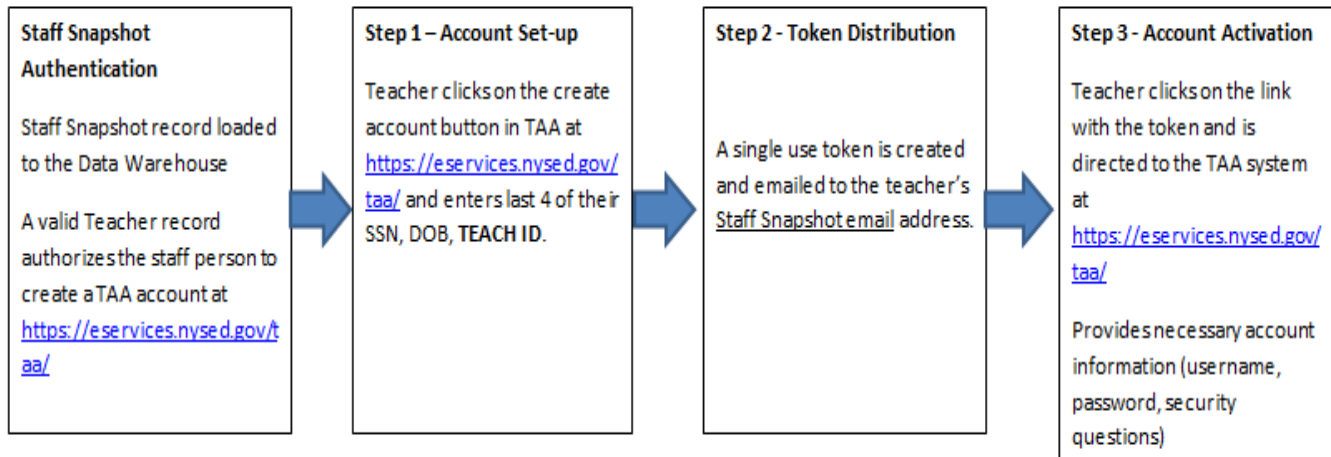 Staff Snapshot
Authentication
Staff Snapshot record loaded
to the Data Warehouse
A valid Teacher record
authorizes the staff person to
create a TAA account at
https://eservices.nysed.gov/t
aa/
Step 1 – Account Set-up
Teacher clicks on the create
account button in TAA at
https://eservices.nysed.gov/
taa/ and enters last 4 of their
SSN, DOB, TEACH ID.
Step 2 - Token Distribution
A single use token is created
and emailed to the teacher’s
Staff Snapshot email address.
Step 3 - Account Activation
Teacher clicks on the link
with the token and is
directed to the TAA system
at
https://eservices.nysed.gov/
taa/
Provides necessary account
information (username,
password, security
questions)